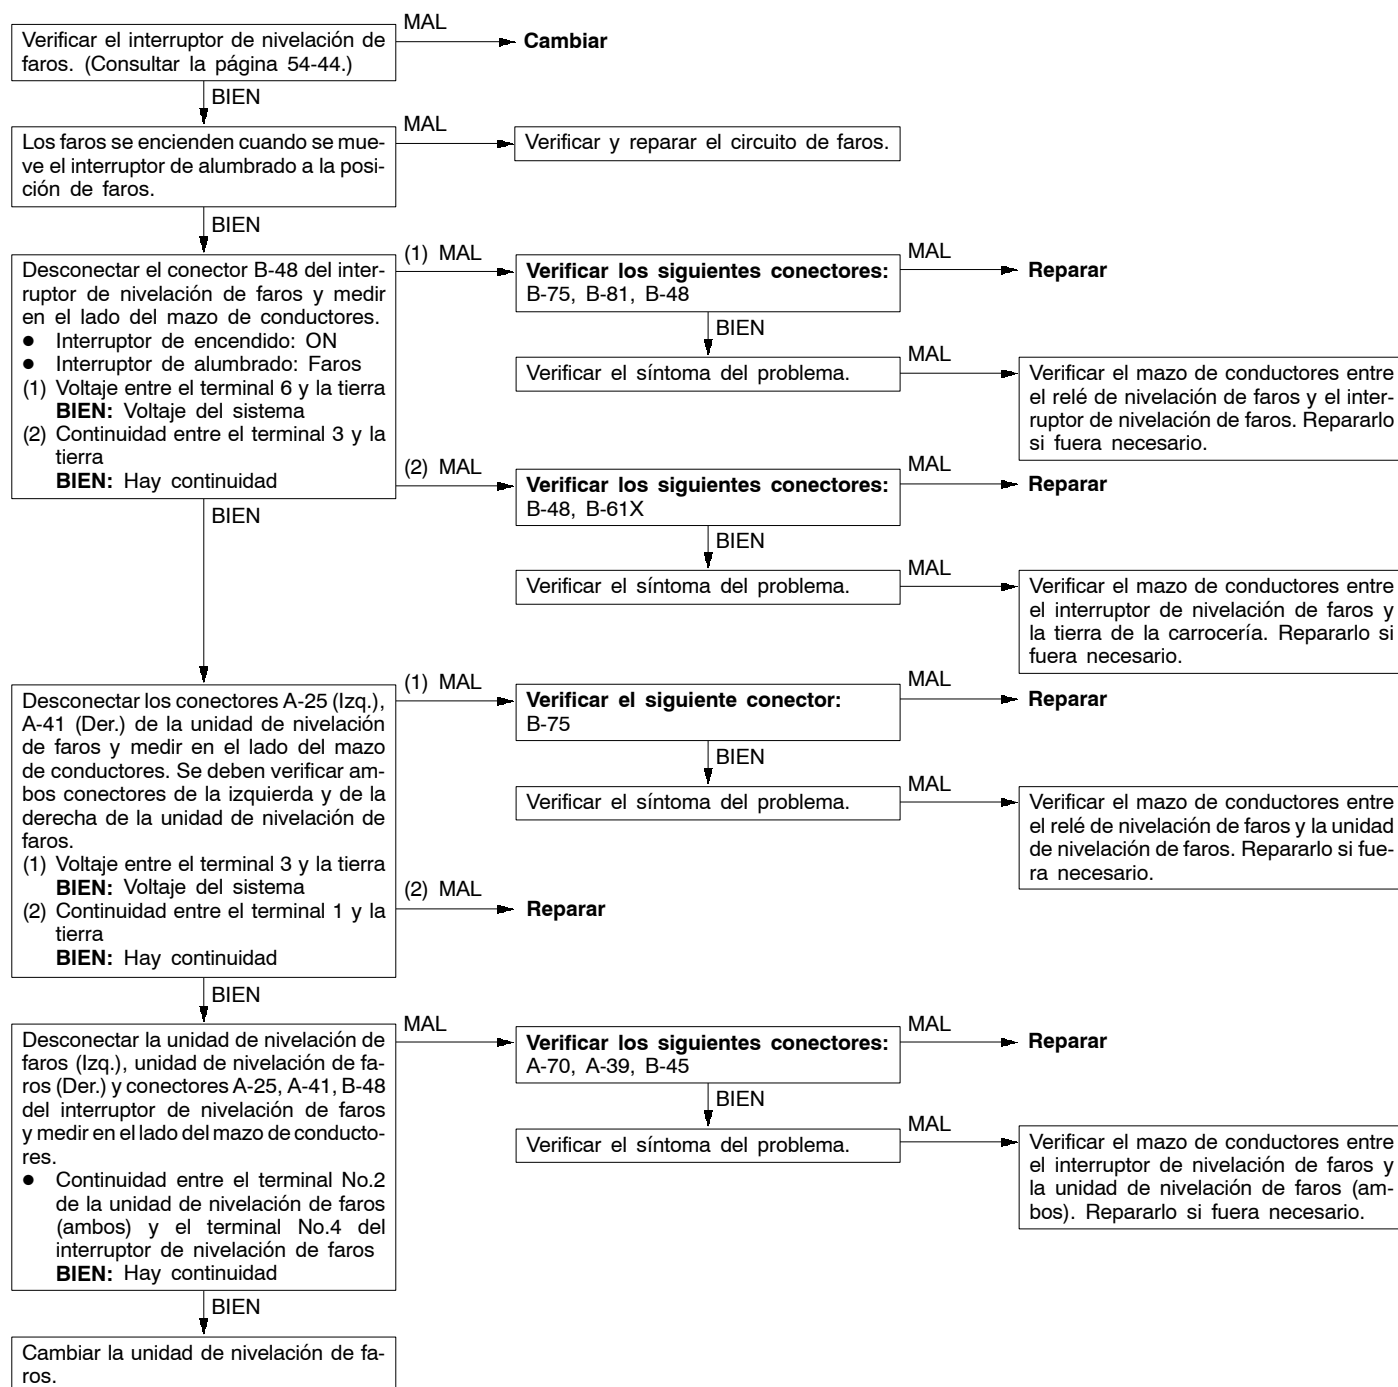 Verificar el interruptor de nivelación de
faros. (Consultar la página 54-44.)
MAL
Cambiar
BIEN
Los faros se encienden cuando se mue-
ve el interruptor de alumbrado a la posi-
ción de faros.
MAL
Verificar y reparar el circuito de faros.
BIEN
Desconectar el conector B-48 del inter-
ruptor de nivelación de faros y medir
en el lado del mazo de conductores.
● Interruptor de encendido: ON
● Interruptor de alumbrado: Faros
(1) Voltaje entre el terminal 6 y la tierra
BIEN: Voltaje del sistema
(2) Continuidad entre el terminal 3 y la
tierra
BIEN: Hay continuidad
(1) MAL
Verificar los siguientes conectores:
B-75, B-81, B-48
MAL
Reparar
BIEN
Verificar el síntoma del problema.
MAL
Verificar el mazo de conductores entre
el relé de nivelación de faros y el inter-
ruptor de nivelación de faros. Repararlo
si fuera necesario.
(2) MAL
Verificar los siguientes conectores:
B-48, B-61X
MAL
Reparar
BIEN
Verificar el síntoma del problema.
MAL
Verificar el mazo de conductores entre
el interruptor de nivelación de faros y
la tierra de la carrocería. Repararlo si
fuera necesario.
BIEN
Desconectar los conectores A-25 (Izq.),
A-41 (Der.) de la unidad de nivelación
de faros y medir en el lado del mazo
de conductores. Se deben verificar am-
bos conectores de la izquierda y de la
derecha de la unidad de nivelación de
faros.
(1) Voltaje entre el terminal 3 y la tierra
BIEN: Voltaje del sistema
(2) Continuidad entre el terminal 1 y la
tierra
BIEN: Hay continuidad
(1) MAL
Verificar el siguiente conector:
B-75
MAL
Reparar
BIEN
Verificar el síntoma del problema.
MAL
Verificar el mazo de conductores entre
el relé de nivelación de faros y la unidad
de nivelación de faros. Repararlo si fue-
ra necesario.
(2) MAL
Reparar
BIEN
Desconectar la unidad de nivelación de
faros (Izq.), unidad de nivelación de fa-
ros (Der.) y conectores A-25, A-41, B-48
del interruptor de nivelación de faros
y medir en el lado del mazo de conducto-
res.
● Continuidad entre el terminal No.2
de la unidad de nivelación de faros
(ambos) y el terminal No.4 del
interruptor de nivelación de faros
BIEN: Hay continuidad
MAL
Verificar los siguientes conectores:
A-70, A-39, B-45
MAL
Reparar
BIEN
Verificar el síntoma del problema.
MAL
Verificar el mazo de conductores entre
el interruptor de nivelación de faros y
la unidad de nivelación de faros (am-
bos). Repararlo si fuera necesario.
BIEN
Cambiar la unidad de nivelación de fa-
ros.